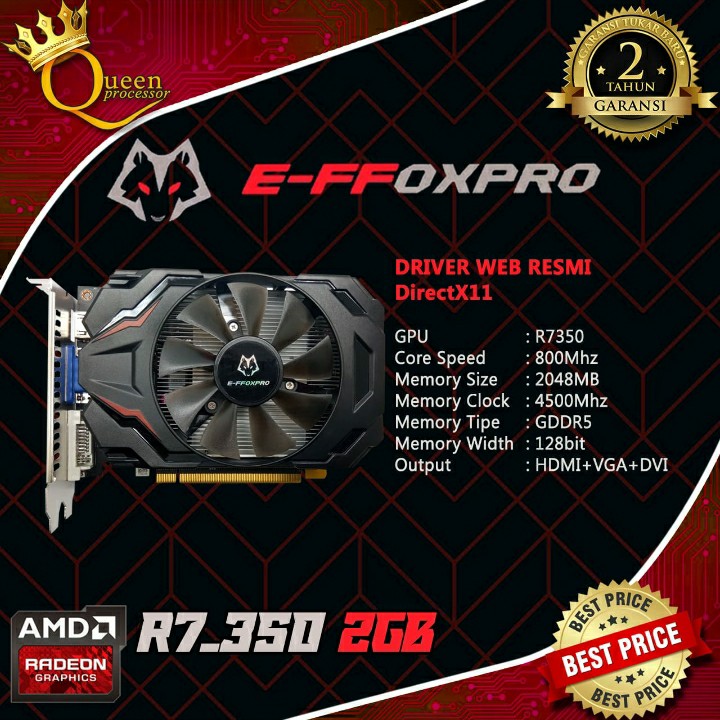 Queen
processor
GARANSI TUKAR BARU
2
TAHUN
GARANSI
E-FFOXPRO
DRIVER WEB RESMI
DirectX11
GPU : R7350
Core Speed : 800Mhz
Memory Size : 2048MB
Memory Clock : 4500Mhz
Memory Tipe : GDDR5
Memory Width : 128bit
Output : HDMI+VGA+DVI
E-FFOXPRO
AMD
RADEON
GRAPHICS
R7_350 2GB
BEST PRICE
BEST PRICE
BEST PRICE